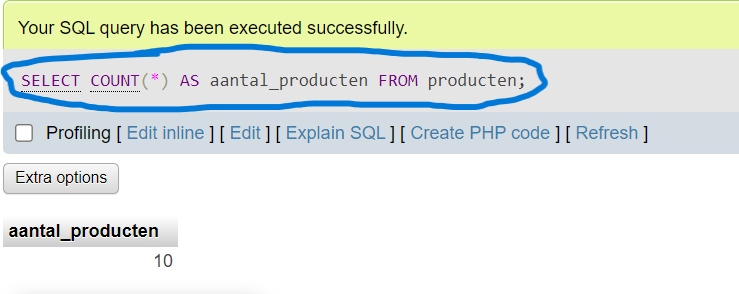 Your SQL query has been executed successfully.
SELECT COUNT(*) AS aantal_producten FROM producten;
Profiling [ Edit inline ] [ Edit ] [ Explain SQL ] [ Create PHP code ] [ Refresh ]
Extra options
aantal_producten
10